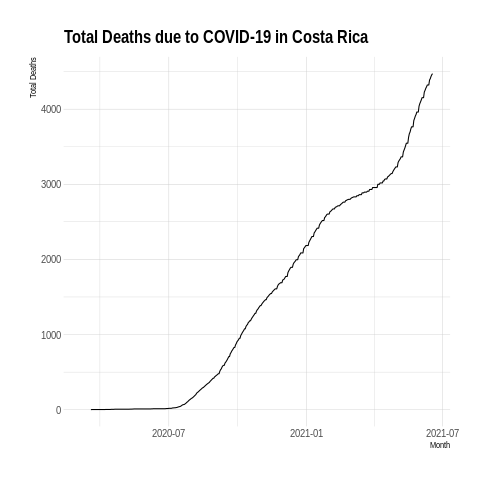 Total Deaths due to COVID-19 in Costa Rica
Total Deaths
4000
3000
2000
1000
0
2020-07
2021-01
2021-07
Month